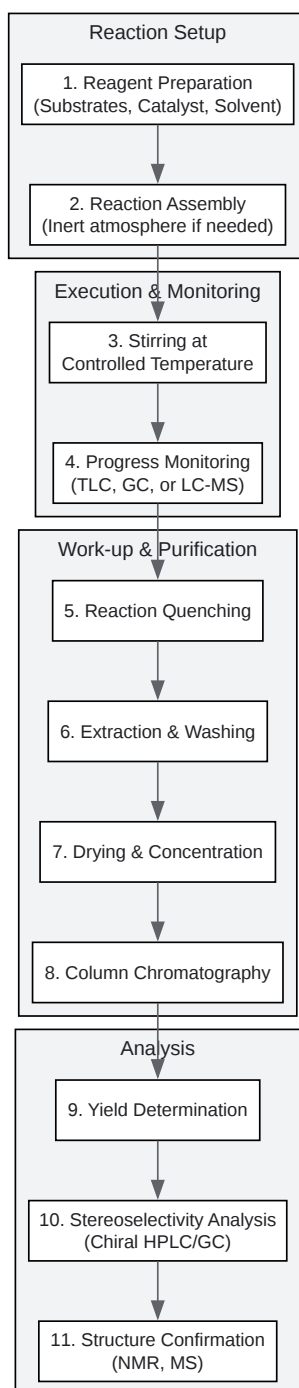 Reaction Setup
1. Reagent Preparation
(Substrates, Catalyst, Solvent)
2. Reaction Assembly
(Inert atmosphere if needed)
Execution & Monitoring
3. Stirring at
Controlled Temperature
4. Progress Monitoring
(TLC, GC, or LC-MS)
Work-up & Purification
5. Reaction Quenching
6. Extraction & Washing
7. Drying & Concentration
8. Column Chromatography
Analysis
9. Yield Determination
10. Stereoselectivity Analysis
(Chiral HPLC/GC)
11. Structure Confirmation
(NMR, MS)